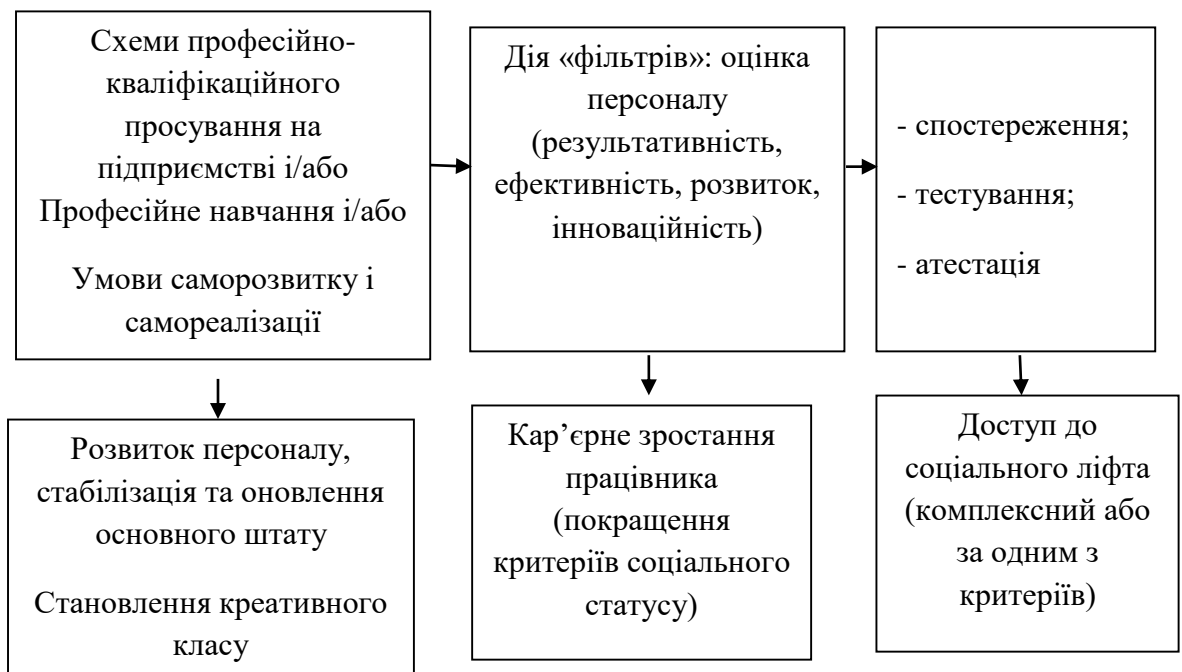 Схеми професійно-
кваліфікаційного
просування на
підприємстві і/або
Професійне навчання і/або
Умови саморозвитку і
самореалізації
Дія «фільтрів»: оцінка
персоналу
(результативність,
ефективність, розвиток,
інноваційність)
- спостереження;
- тестування;
- атестація
Розвиток персоналу,
стабілізація та оновлення
основного штату
Становлення креативного
класу
Кар’єрне зростання
працівника
(покращення
критеріїв соціального
статусу)
Доступ до
соціального ліфта
(комплексний або
за одним з
критеріїв)